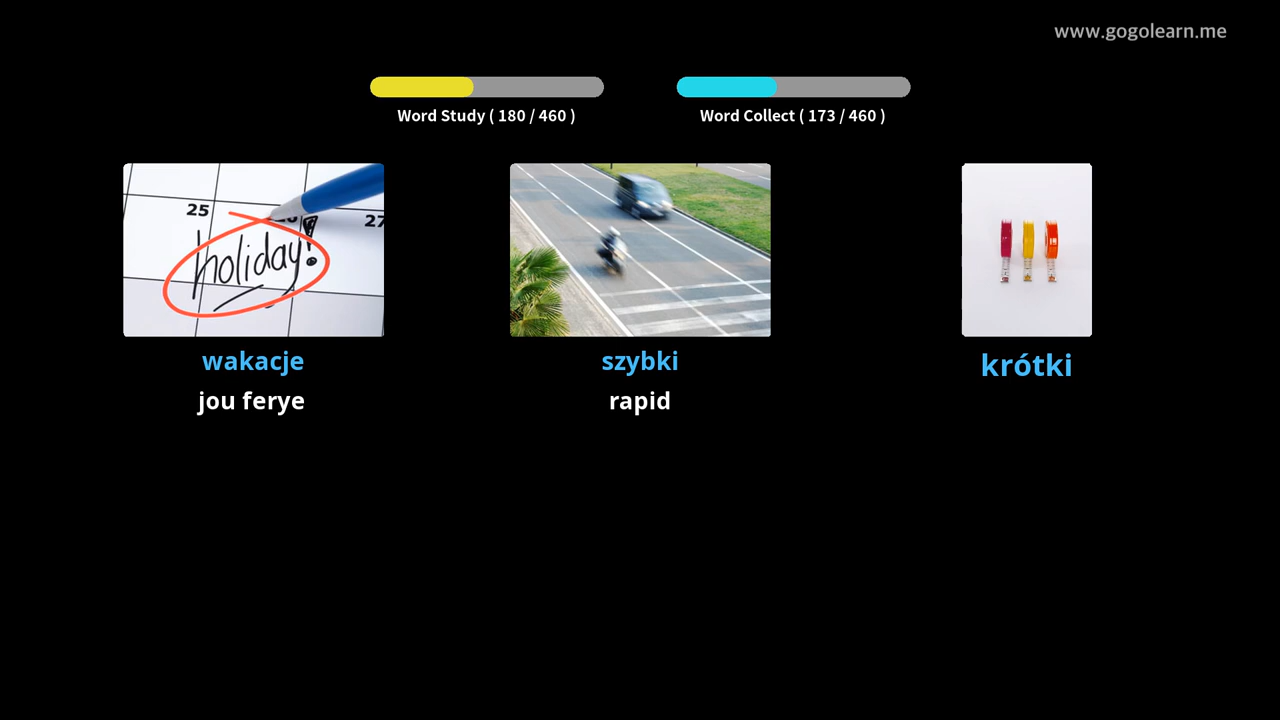 www.gogolearn.me
Word Study ( 180 / 460 )
Word Collect ( 173 / 460 )
25
27
holiday!
wakacje
szybki
krótki
jou ferye
rapid